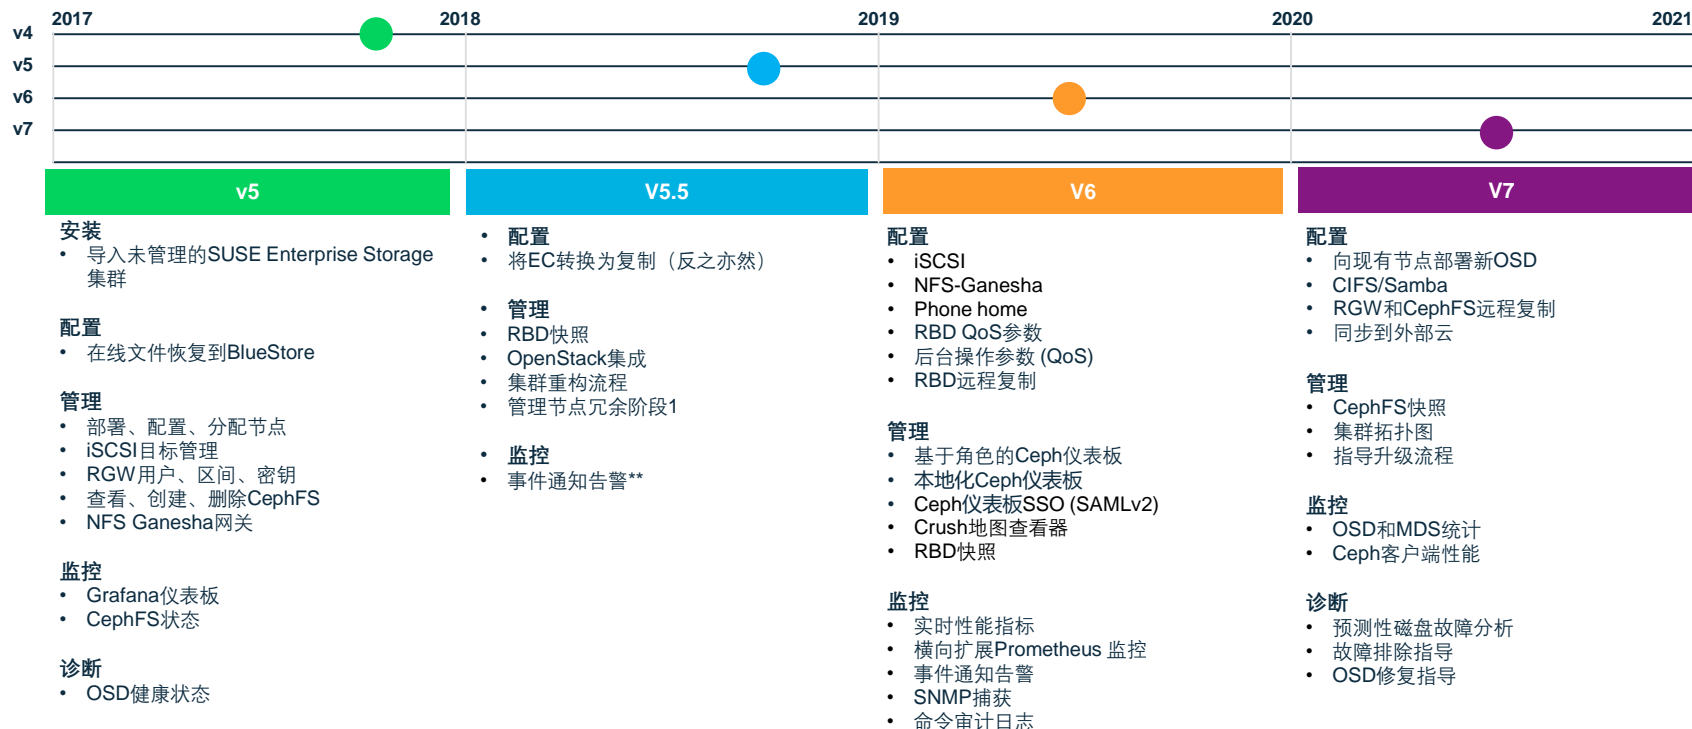 2017 2018 2019 2020 2021
v4
v5
v6
v7
v5
安装
• 导入未管理的SUSE Enterprise Storage
集群
配置
• 在线文件恢复到BlueStore
管理
• 部署、配置、分配节点
• iSCSI目标管理
• RGW用户、区间、密钥
• 查看、创建、删除CephFS
• NFS Ganesha网关
监控
• Grafana仪表板
• CephFS状态
诊断
• OSD健康状态
V5.5
• 配置
• 将EC转换为复制（反之亦然）
• 管理
• RBD快照
• OpenStack集成
• 集群重构流程
• 管理节点冗余阶段1
• 监控
• 事件通知告警**
V6
配置
• iSCSI
• NFS-Ganesha
• Phone home
• RBD QoS参数
• 后台操作参数 (QoS)
• RBD远程复制
管理
• 基于角色的Ceph仪表板
• 本地化Ceph仪表板
• Ceph仪表板SSO (SAMLv2)
• Crush地图查看器
• RBD快照
监控
• 实时性能指标
• 横向扩展Prometheus 监控
• 事件通知告警
• SNMP捕获
• 命令审计日志
V7
配置
• 向现有节点部署新OSD
• CIFS/Samba
• RGW和CephFS远程复制
• 同步到外部云
管理
• CephFS快照
• 集群拓扑图
• 指导升级流程
监控
• OSD和MDS统计
• Ceph客户端性能
诊断
• 预测性磁盘故障分析
• 故障排除指导
• OSD修复指导